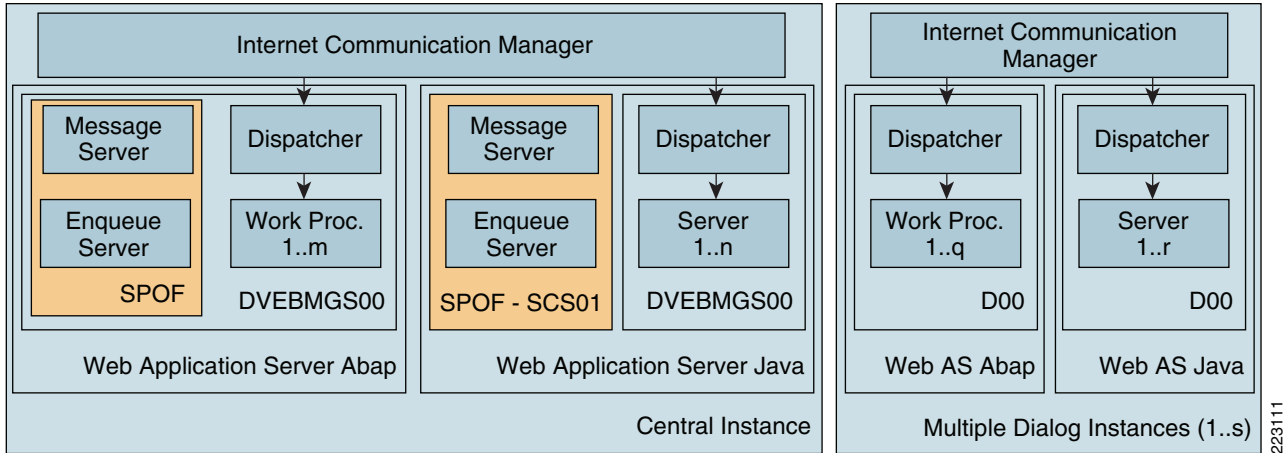 Internet Communication Manager
Message
Server
Dispatcher
Enqueue
Server
Work Proc.
1..m
SPOF
DVEBMGS00
Web Application Server Abap
Message
Server
Dispatcher
Enqueue
Server
Server
1..n
SPOF - SCS01
DVEBMGS00
Web Application Server Java
Central Instance
Internet Communication
Manager
Dispatcher
Work Proc.
1..q
D00
Web AS Abap
Dispatcher
Server
1..r
D00
Web AS Java
Multiple Dialog Instances (1..s)
223111